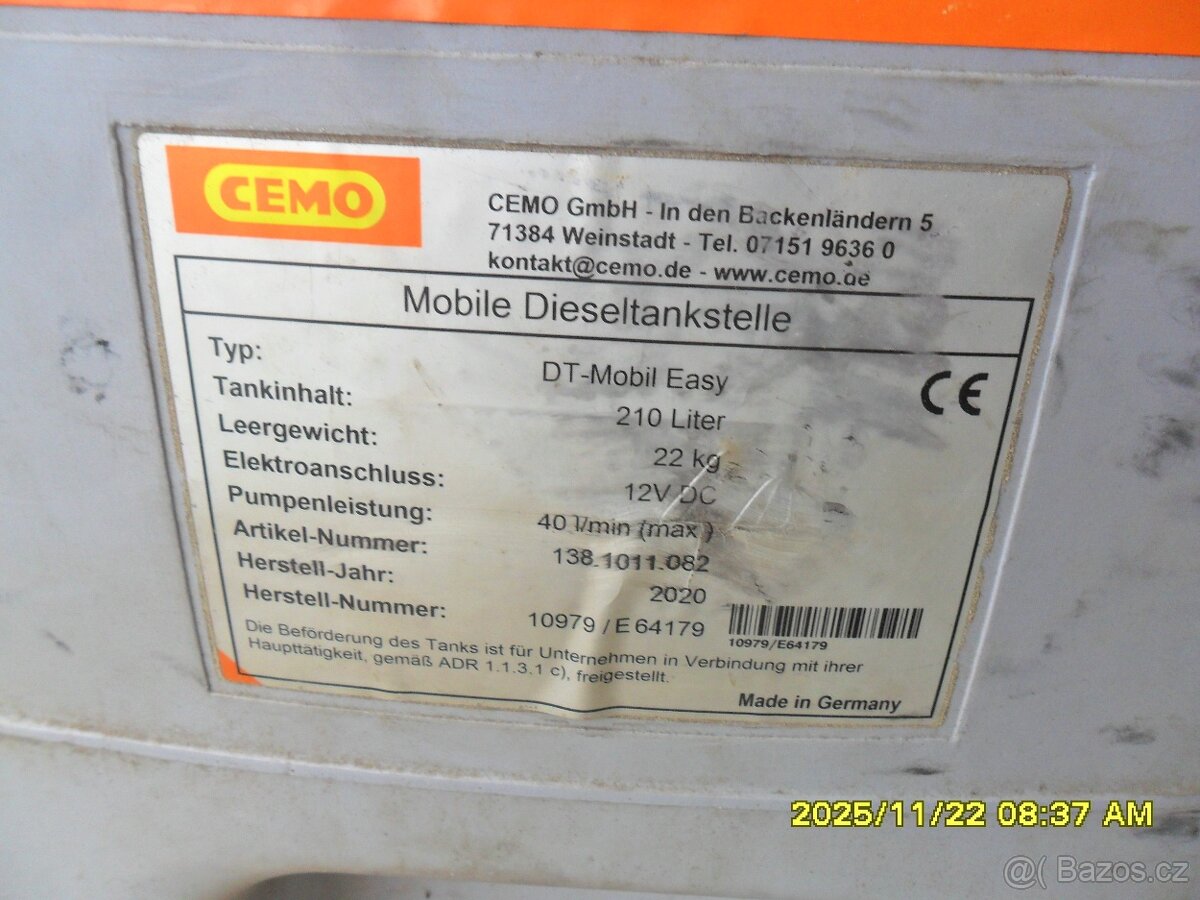 CEMO
CEMO GmbH - In den Backenländern 5
71384 Weinstadt - Tel. 07151 9636 0
kontakt@cemo.de - www.cemo.de
Mobile Dieseltankstelle
Typ: DT-Mobil Easy
Tankinhalt: 210 Liter
Leergewicht: 22 kg
Elektroanschluss: 12V DC
Pumpenleistung: 40 l/min (max.)
Artikel-Nummer: 138.1011.082
Herstell-Jahr: 2020
Herstell-Nummer: 10979/E64179
CE
10979/E64179
Die Beförderung des Tanks ist für Unternehmen in Verbindung mit ihrer
Haupttätigkeit, gemäß ADR 1.1.3.1 c), freigestellt.
Made in Germany
2025/11/22 08:37 AM
@( Bazos.cz